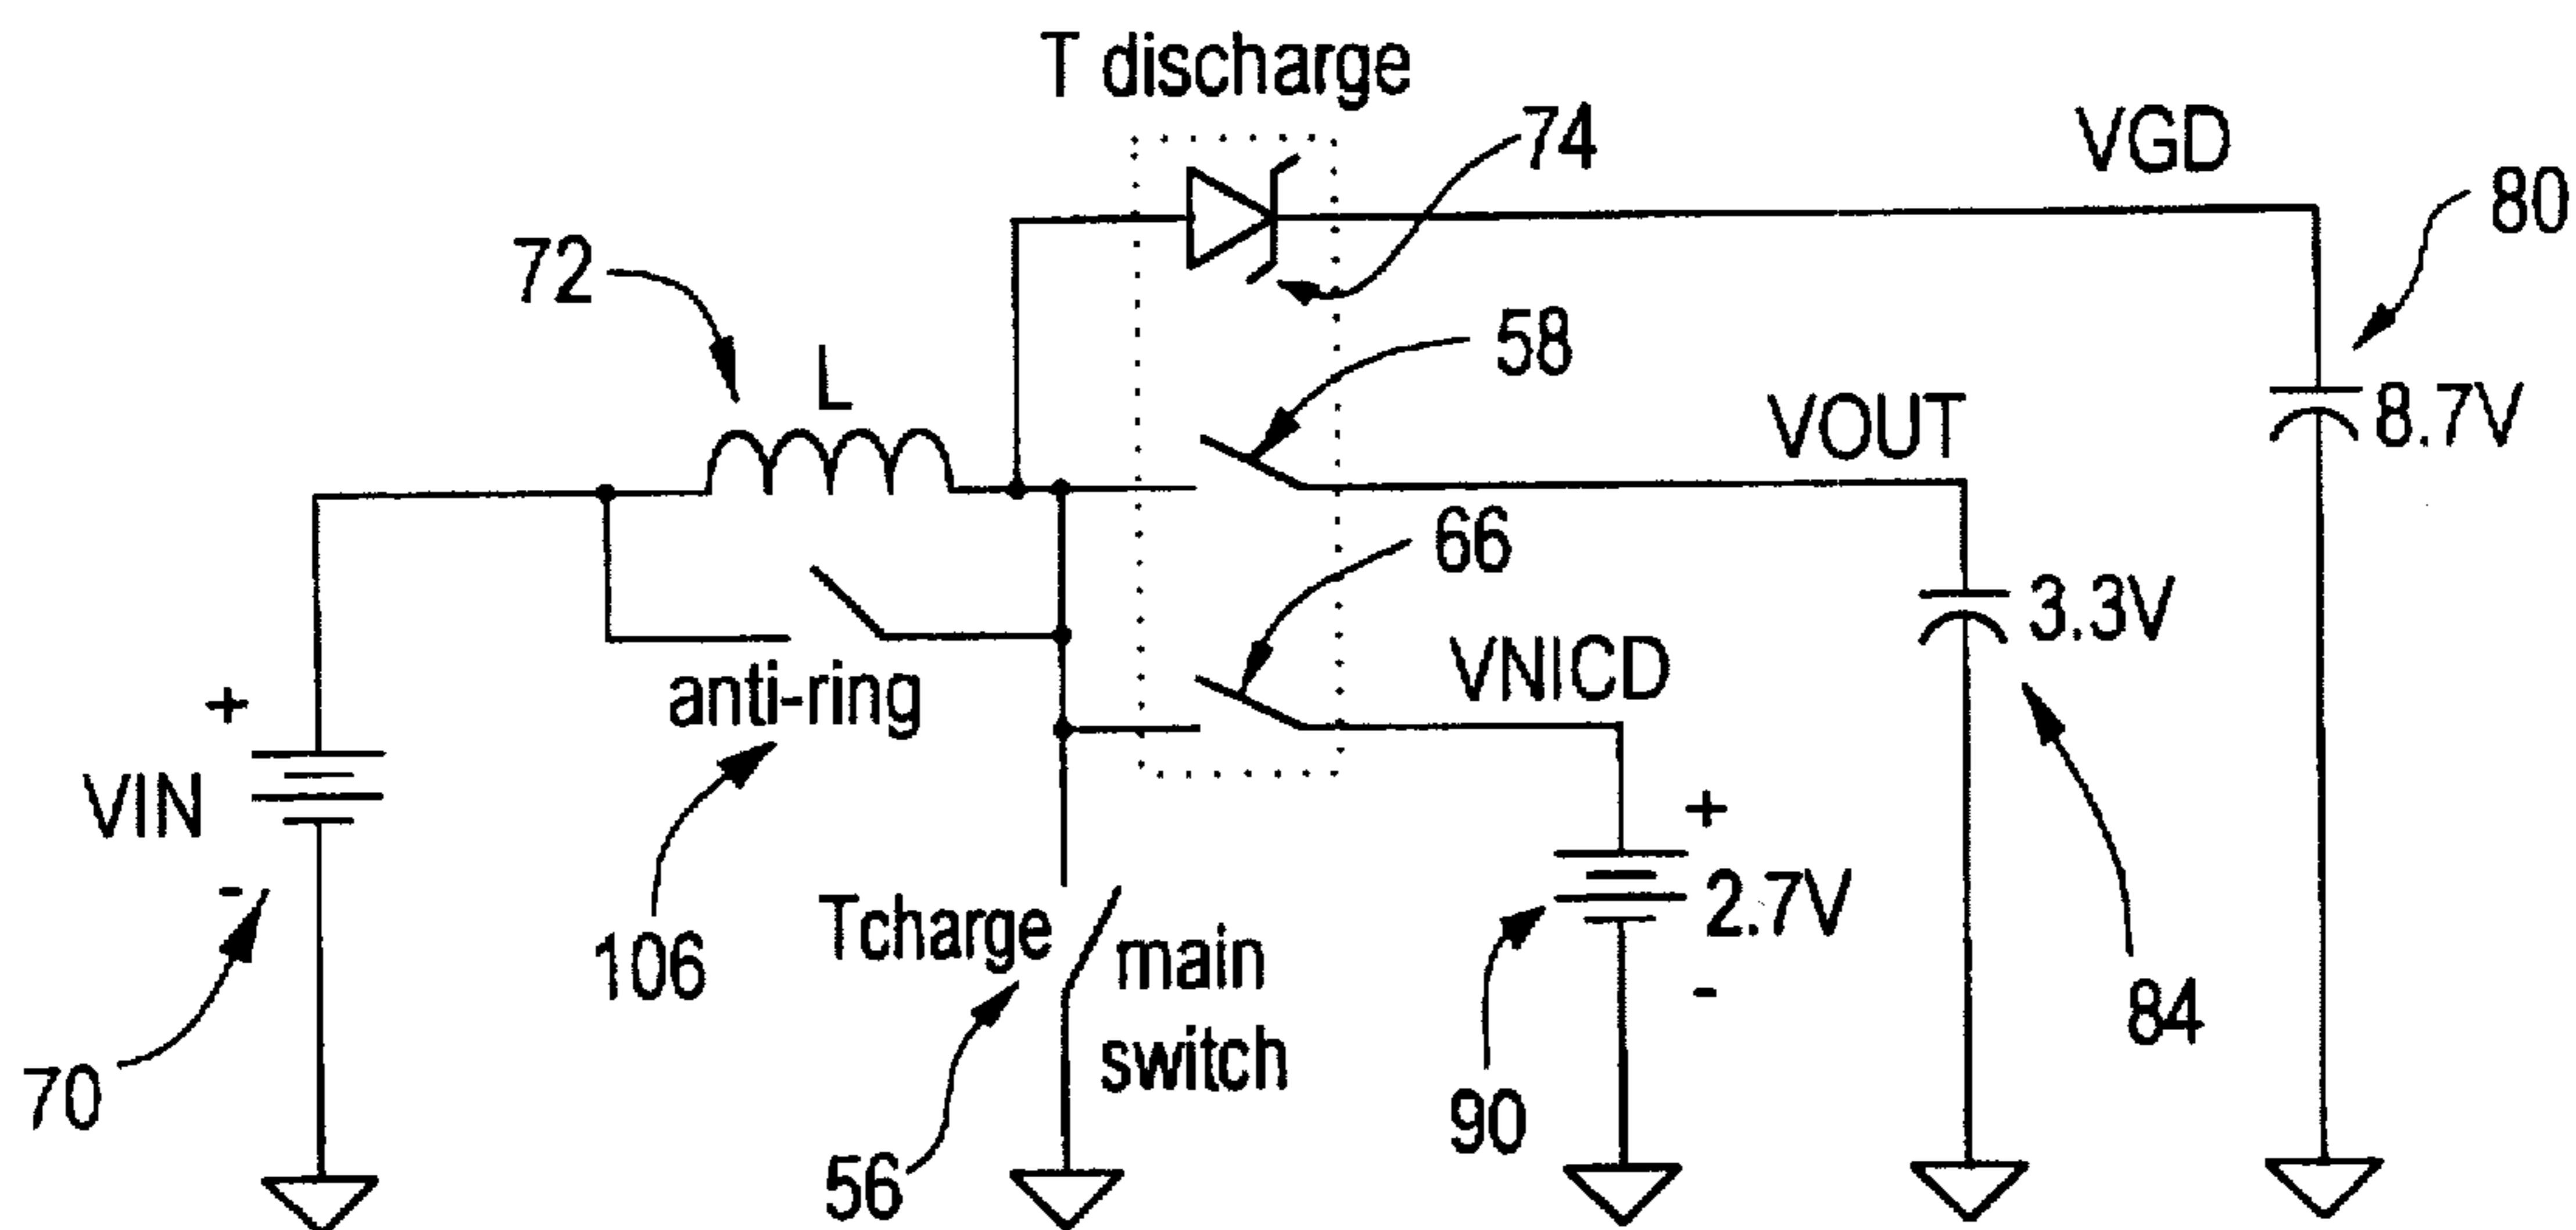 T discharge
74
VGD
80
72
58
8.7V
L
VOUT
66
3.3V
anti-ring
VNICD
+
VIN
+
2.7V
-
Tcharge
main
switch
106
-
84
70
90
56